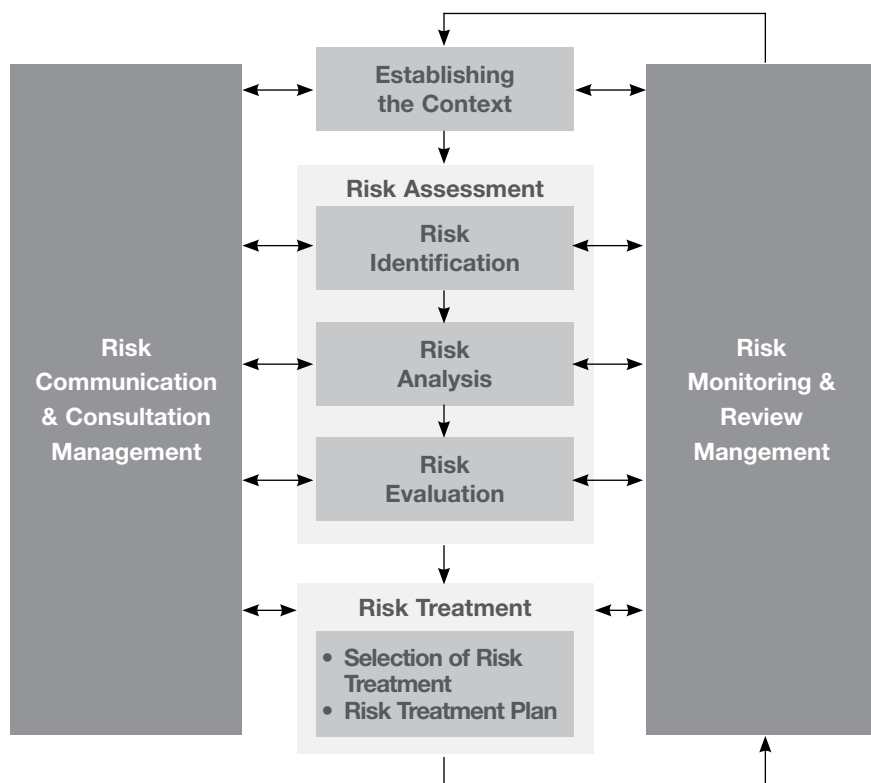 Establishing
the Context
Risk Assessment
Risk
Identification
Risk
Analysis
Risk
Evaluation
Risk Treatment
• Selection of Risk
Treatment
• Risk Treatment Plan
Risk
Communication
& Consultation
Management
Risk
Monitoring &
Review
Mangement